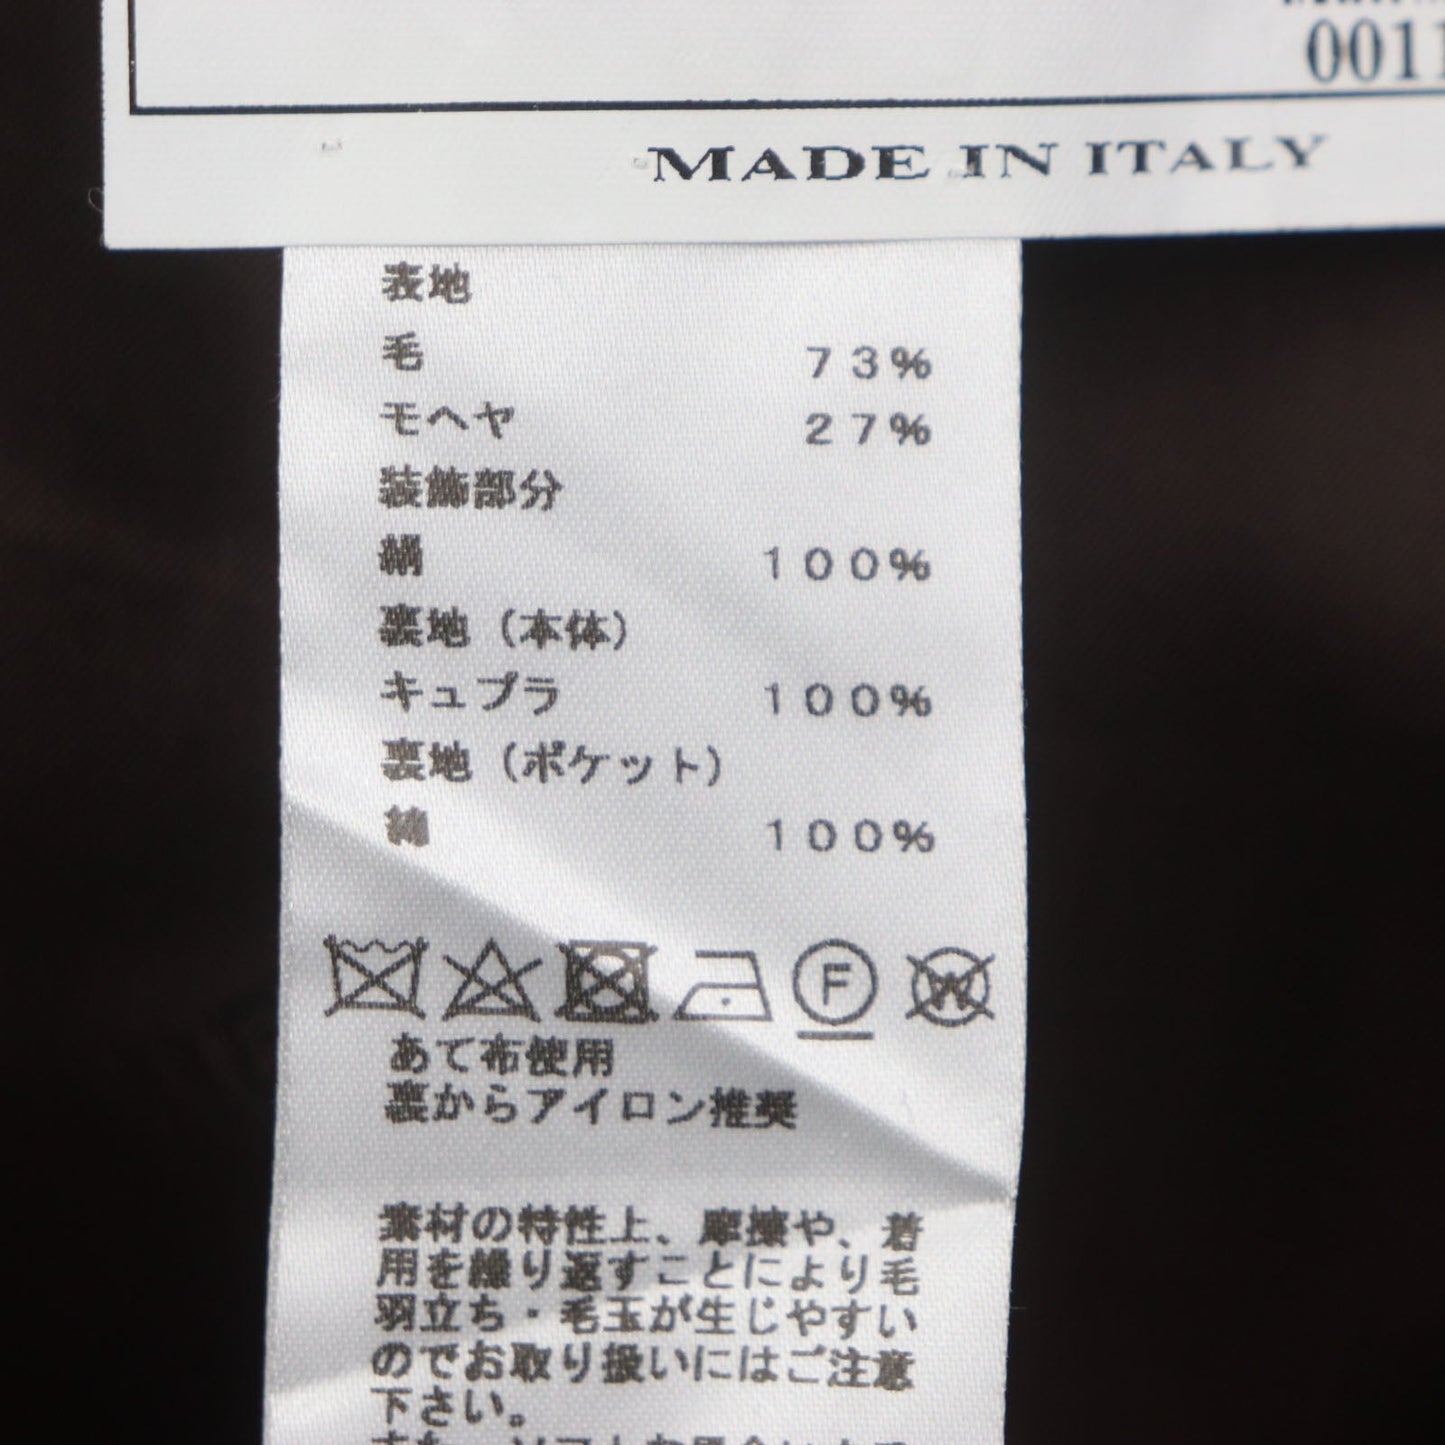 0011
MADE IN ITALY
表地
毛 73%
モヘヤ 27%
装飾部分
絹 100%
裏地（本体）
キュプラ 100%
裏地（ポケット）
綿 100%
F W
あて布使用
裏からアイロン推奨
素材の特性上、摩擦や、着
用を繰り返すことにより毛
羽立ち・毛玉が生じやすい
のでお取り扱いにはご注意
下さい。